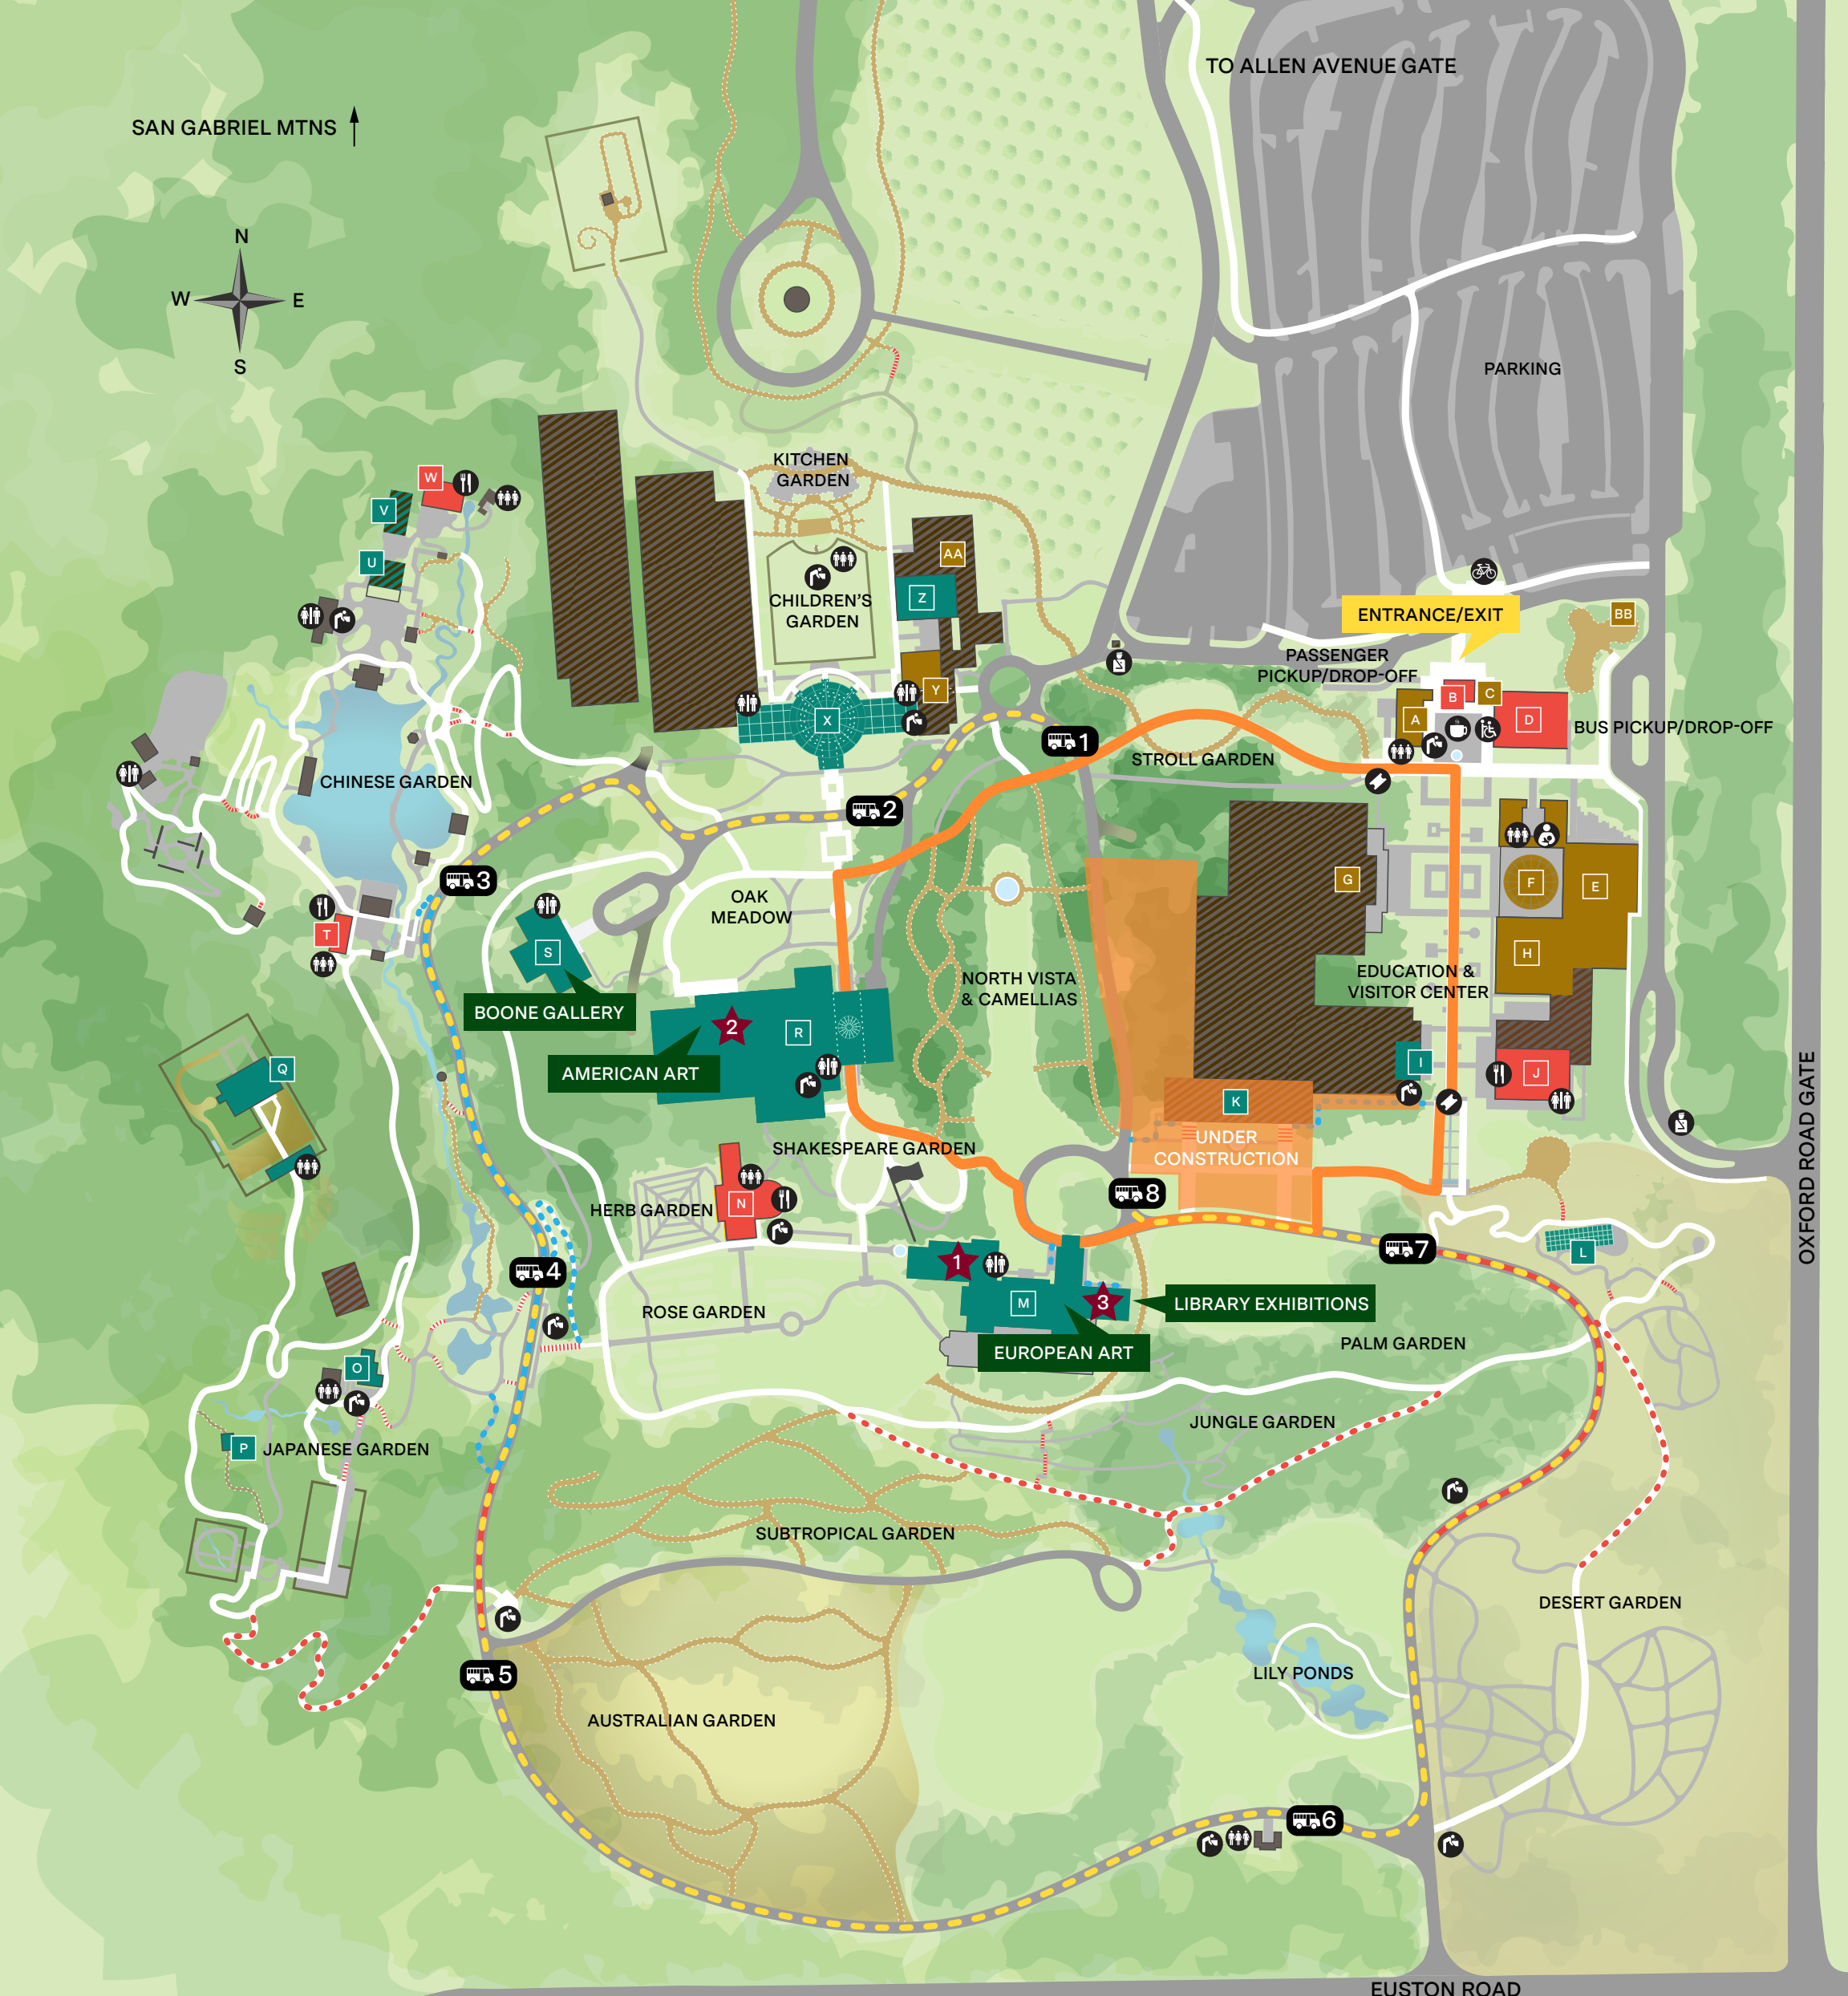 TO ALLEN AVENUE GATE
SAN GABRIEL MTNS
N
W
E
S
PARKING
KITCHEN
GARDEN
W
V
U
AA
Z
CHILDREN'S
GARDEN
ENTRANCE/EXIT
BB
PASSENGER
PICKUP/DROP-OFF
Y
X
A
B
C
D
BUS PICKUP/DROP-OFF
1
STROLL GARDEN
CHINESE GARDEN
2
3
OAK
MEADOW
G
F
E
T
S
H
BOONE GALLERY
NORTH VISTA
& CAMELLIAS
EDUCATION &
VISITOR CENTER
2
R
AMERICAN ART
Q
I
J
K
UNDER
CONSTRUCTION
OXFORD ROAD GATE
SHAKESPEARE GARDEN
HERB GARDEN
N
8
7
L
4
1
M
3
LIBRARY EXHIBITIONS
ROSE GARDEN
EUROPEAN ART
PALM GARDEN
O
JUNGLE GARDEN
P
JAPANESE GARDEN
SUBTROPICAL GARDEN
DESERT GARDEN
5
LILY PONDS
AUSTRALIAN GARDEN
6
EUSTON ROAD